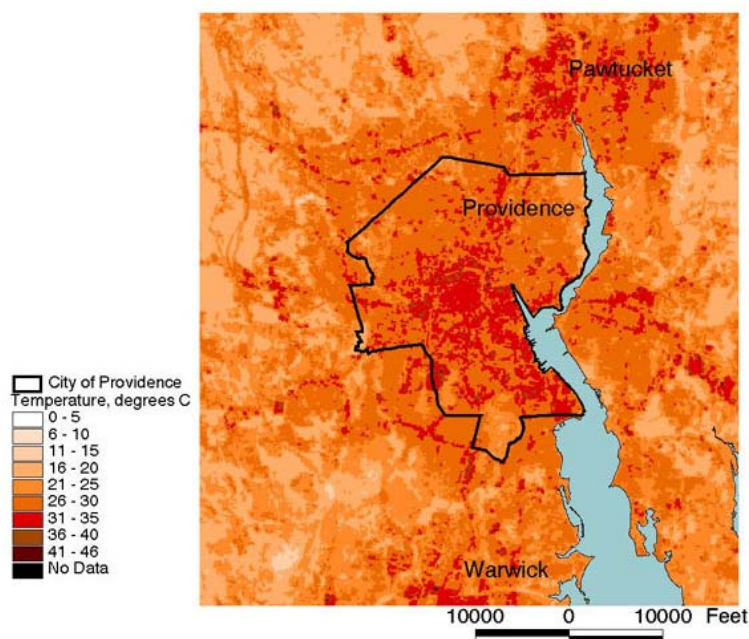 Pawtucket
Providence
City of Providence
Temperature, degrees C
0 - 5
6 - 10
11 - 15
16 - 20
21 - 25
26 - 30
31 - 35
36 - 40
41 - 46
No Data
Warwick
10000 0 10000 Feet